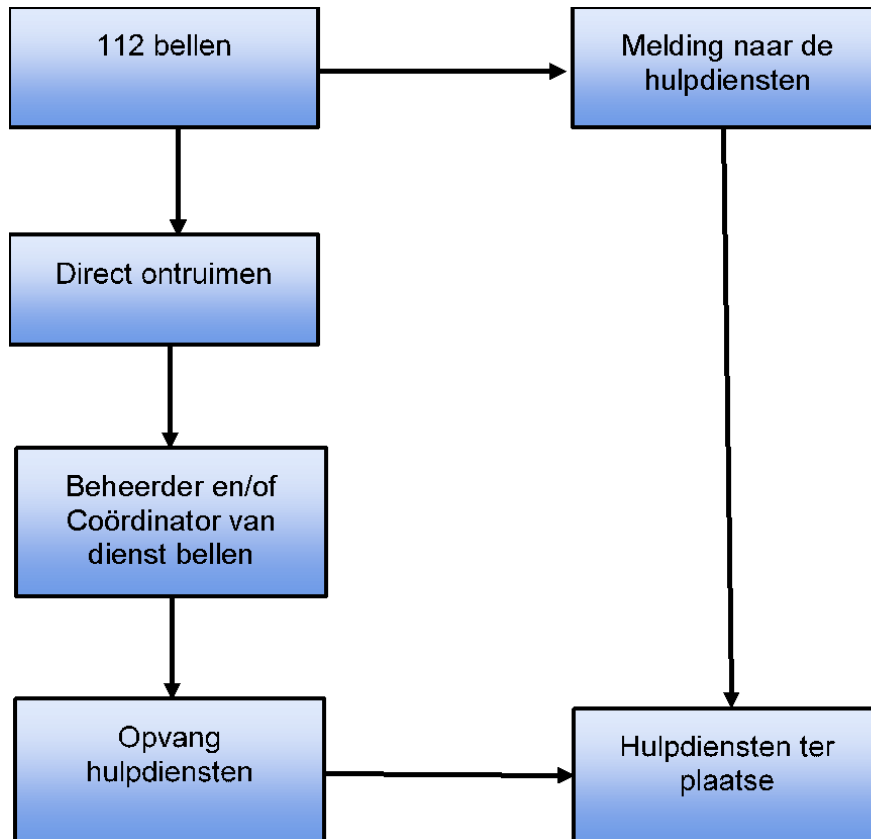 112 bellen
Melding naar de
hulpdiensten
Direct ontruimen
Beheerder en/of
Coördinator van
dienst bellen
Opvang
hulpdiensten
Hulpdiensten ter
plaatse